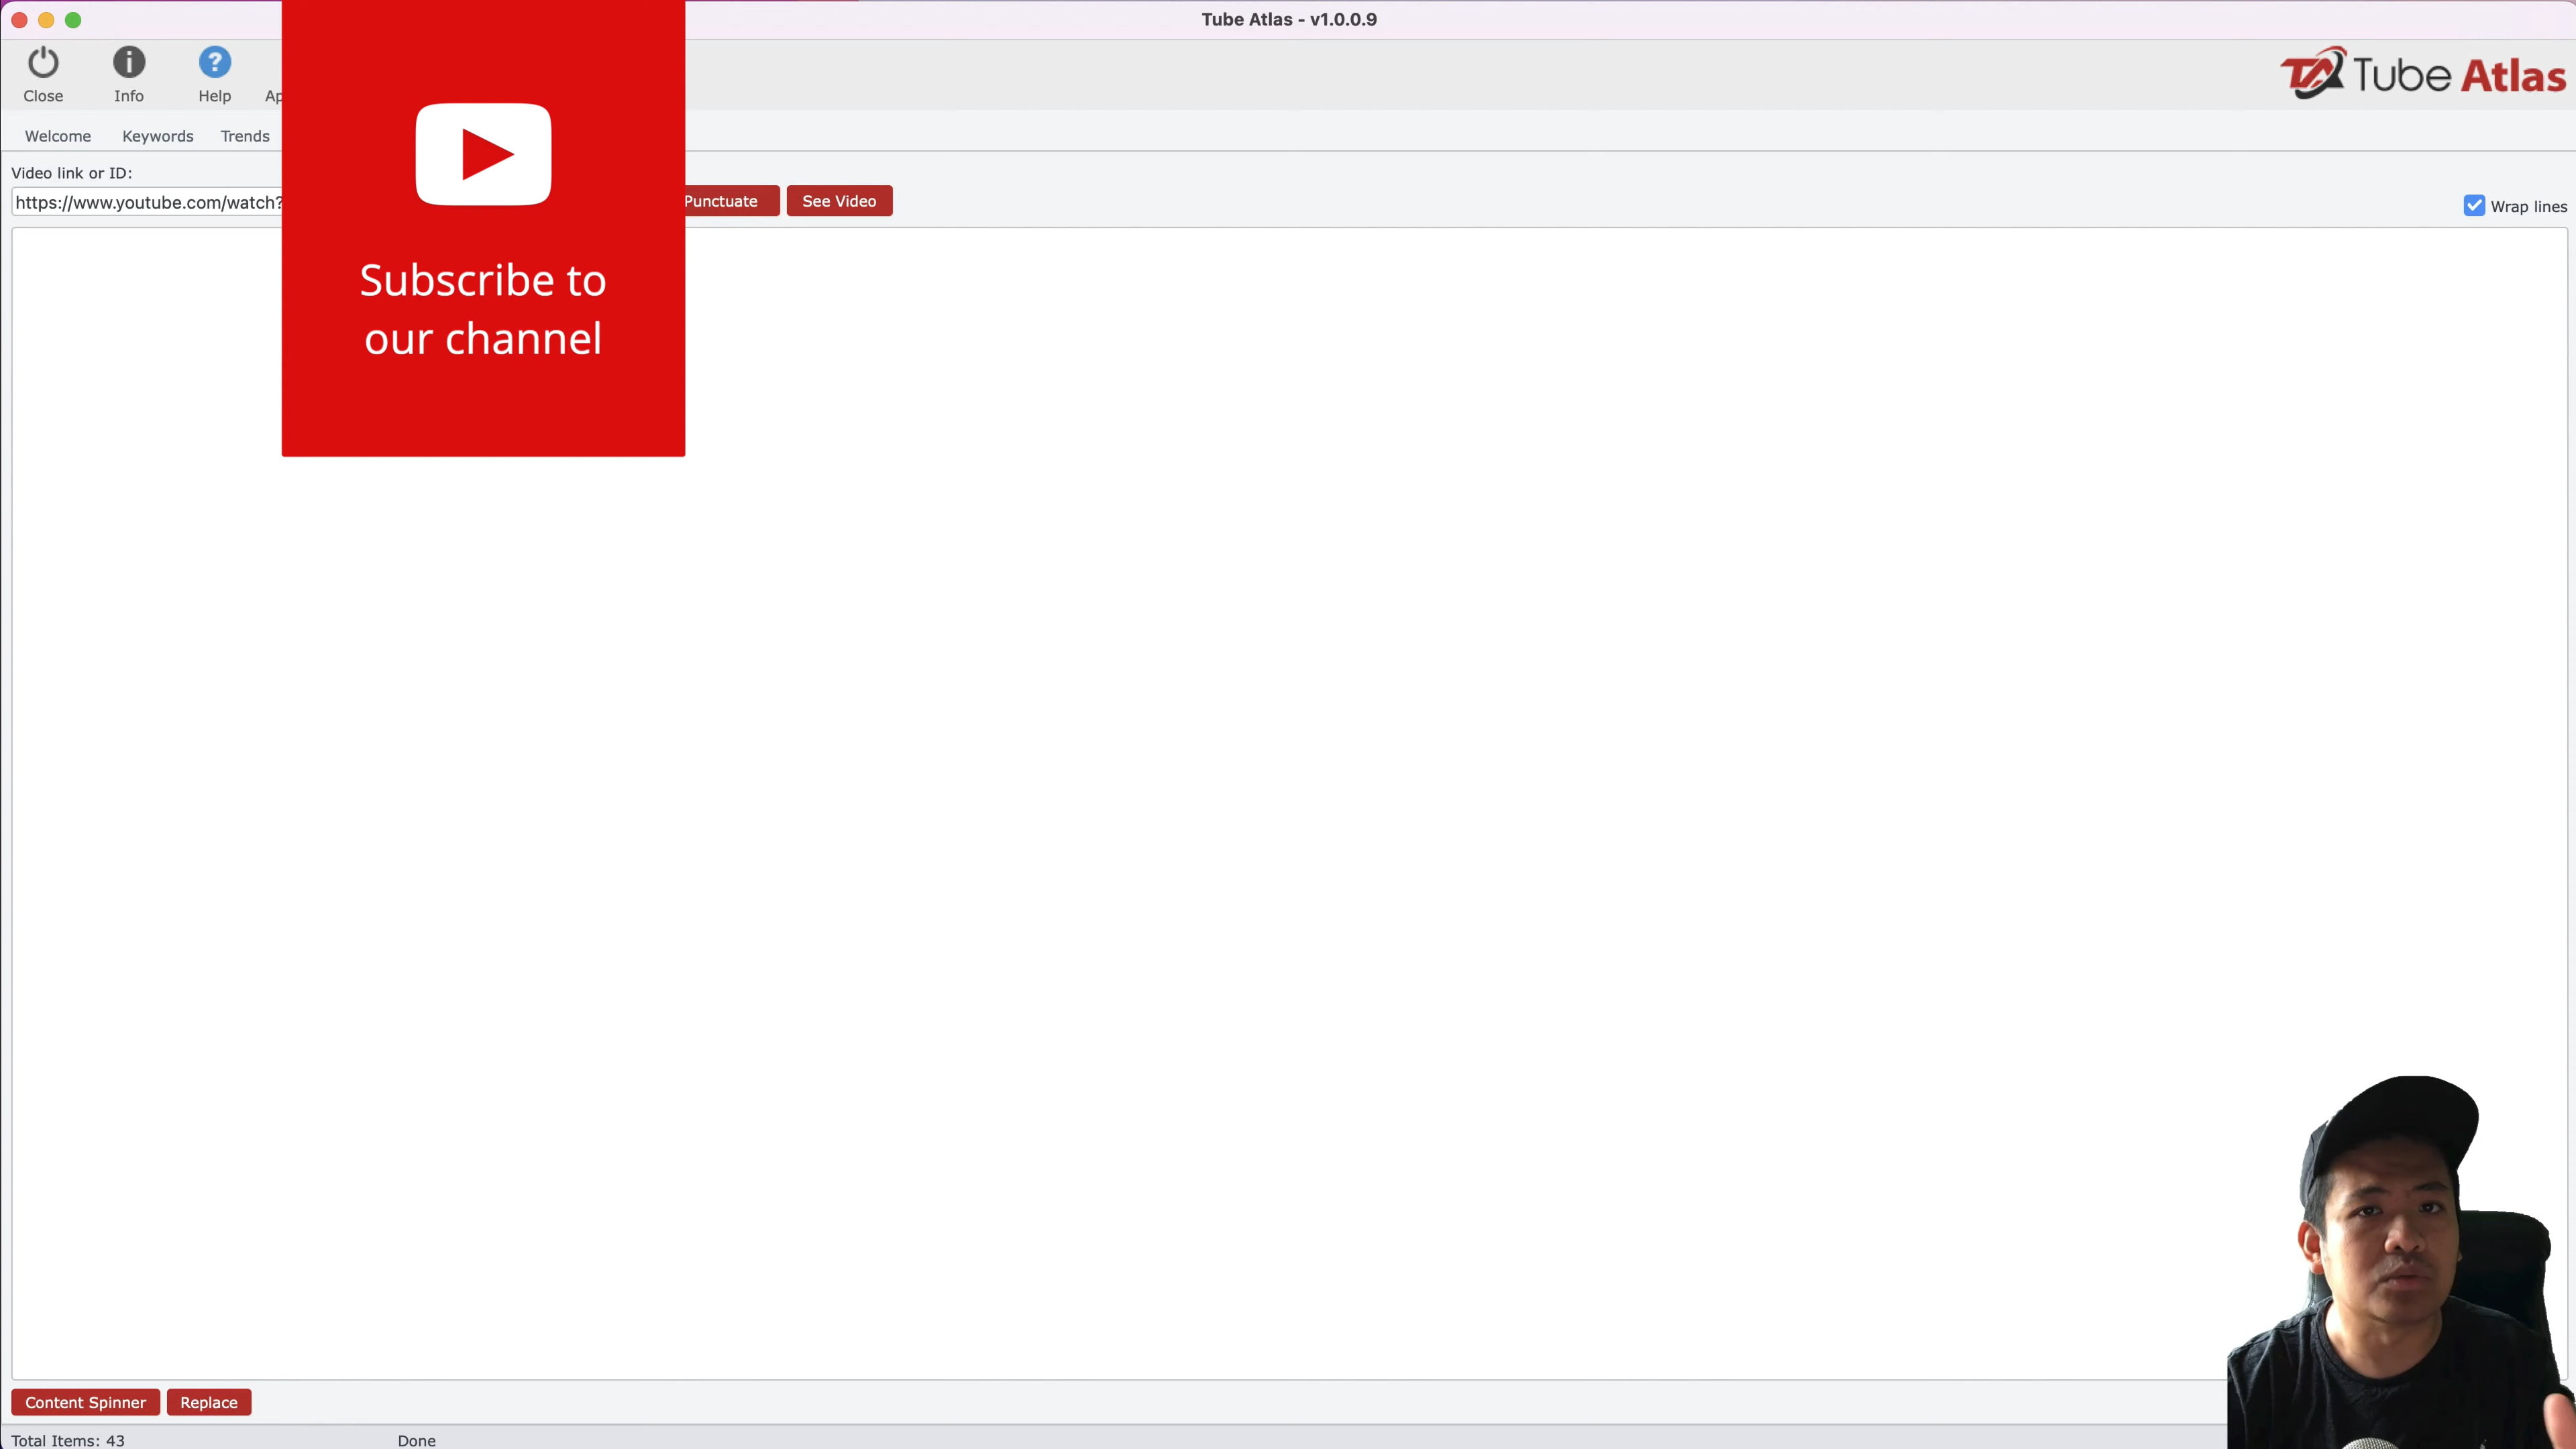 Tube Atlas - v1.0.0.9
Close
Info
Help
Tube Atlas
Welcome
Keywords
Trends
Subscribe to
our channel
Video link or ID:
https://www.youtube.com/watch?
Punctuate
See Video
Wrap lines
Content Spinner
Replace
Total Items: 43
Done